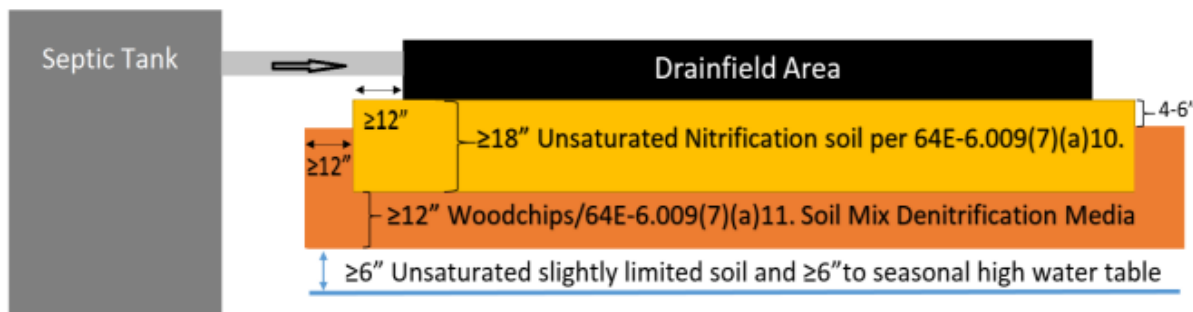 Septic Tank
Drainfield Area
4-6"
≥12"
≥18" Unsaturated Nitrification soil per 64E-6.009(7)(a)10.
≥12"
≥12" Woodchips/64E-6.009(7)(a)11. Soil Mix Denitrification Media
≥6" Unsaturated slightly limited soil and ≥6"to seasonal high water table